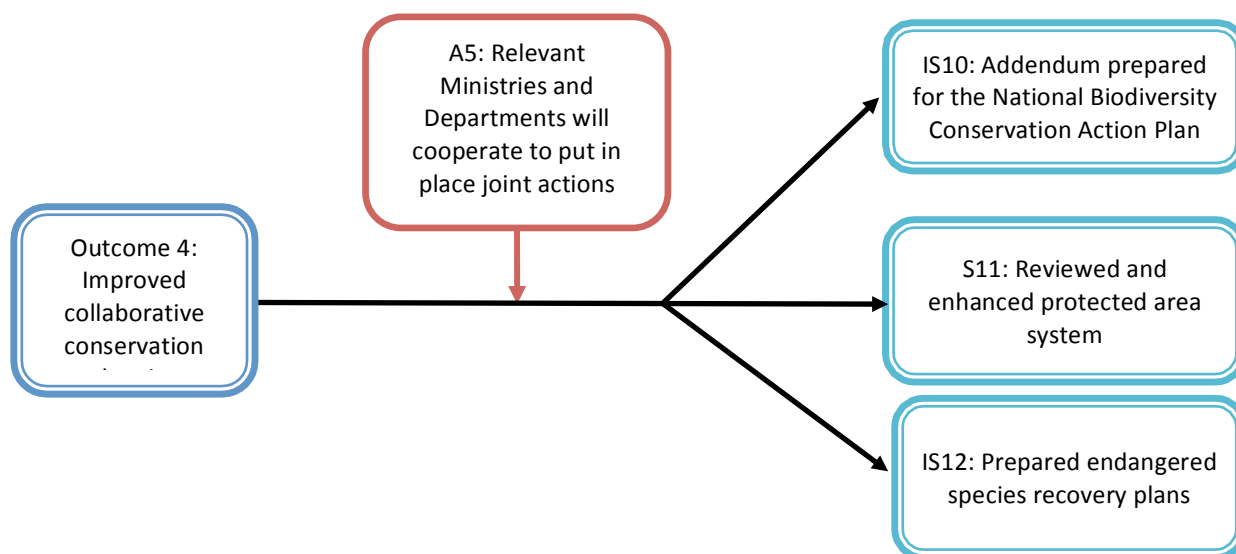 A5: Relevant
Ministries and
Departments will
cooperate to put in
place joint actions
IS10: Addendum prepared
for the National Biodiversity
Conservation Action Plan
Outcome 4:
Improved
collaborative
conservation
S11: Reviewed and
enhanced protected area
system
IS12: Prepared endangered
species recovery plans